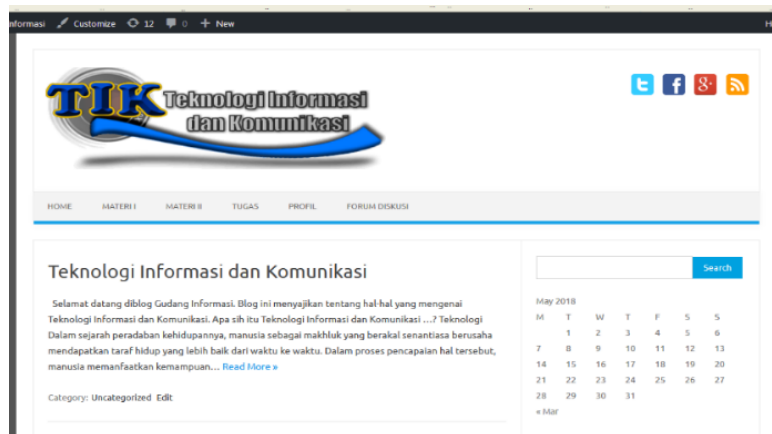 nformasi Customize 12 0 + New H
TIK Teknologi Informasi
dan Komunikasi
HOME MATERI I MATERI II TUGAS PROFIL FORUM DISKUSI
Teknologi Informasi dan Komunikasi
Selamat datang diblog Gudang Informasi. Blog ini menyajikan tentang hal-hal yang mengenai
Teknologi Informasi dan Komunikasi. Apa sih itu Teknologi Informasi dan Komunikasi ...? Teknologi
Dalam sejarah peradaban kehidupannya, manusia sebagai makhluk yang berakal senantiasa berusaha
mendapatkan taraf hidup yang lebih baik dari waktu ke waktu. Dalam proses pencapaian hal tersebut,
manusia memanfaatkan kemampuan… Read More »
Category: Uncategorized Edit
Search
May 2018
M T W T F S S
1 2 3 4 5 6
7 8 9 10 11 12 13
14 15 16 17 18 19 20
21 22 23 24 25 26 27
28 29 30 31
« Mar